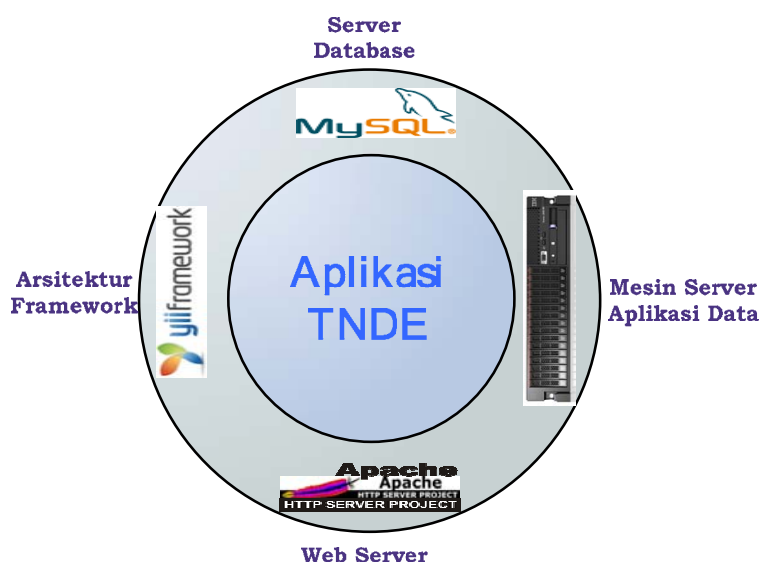 Server
Database
MySQL®
Arsitektur
Framework
yiiframework
Aplikasi
TNDE
IBM
Mesin Server
Aplikasi Data
Apache
Apache
HTTP SERVER PROJECT
HTTP SERVER PROJECT
Web Server